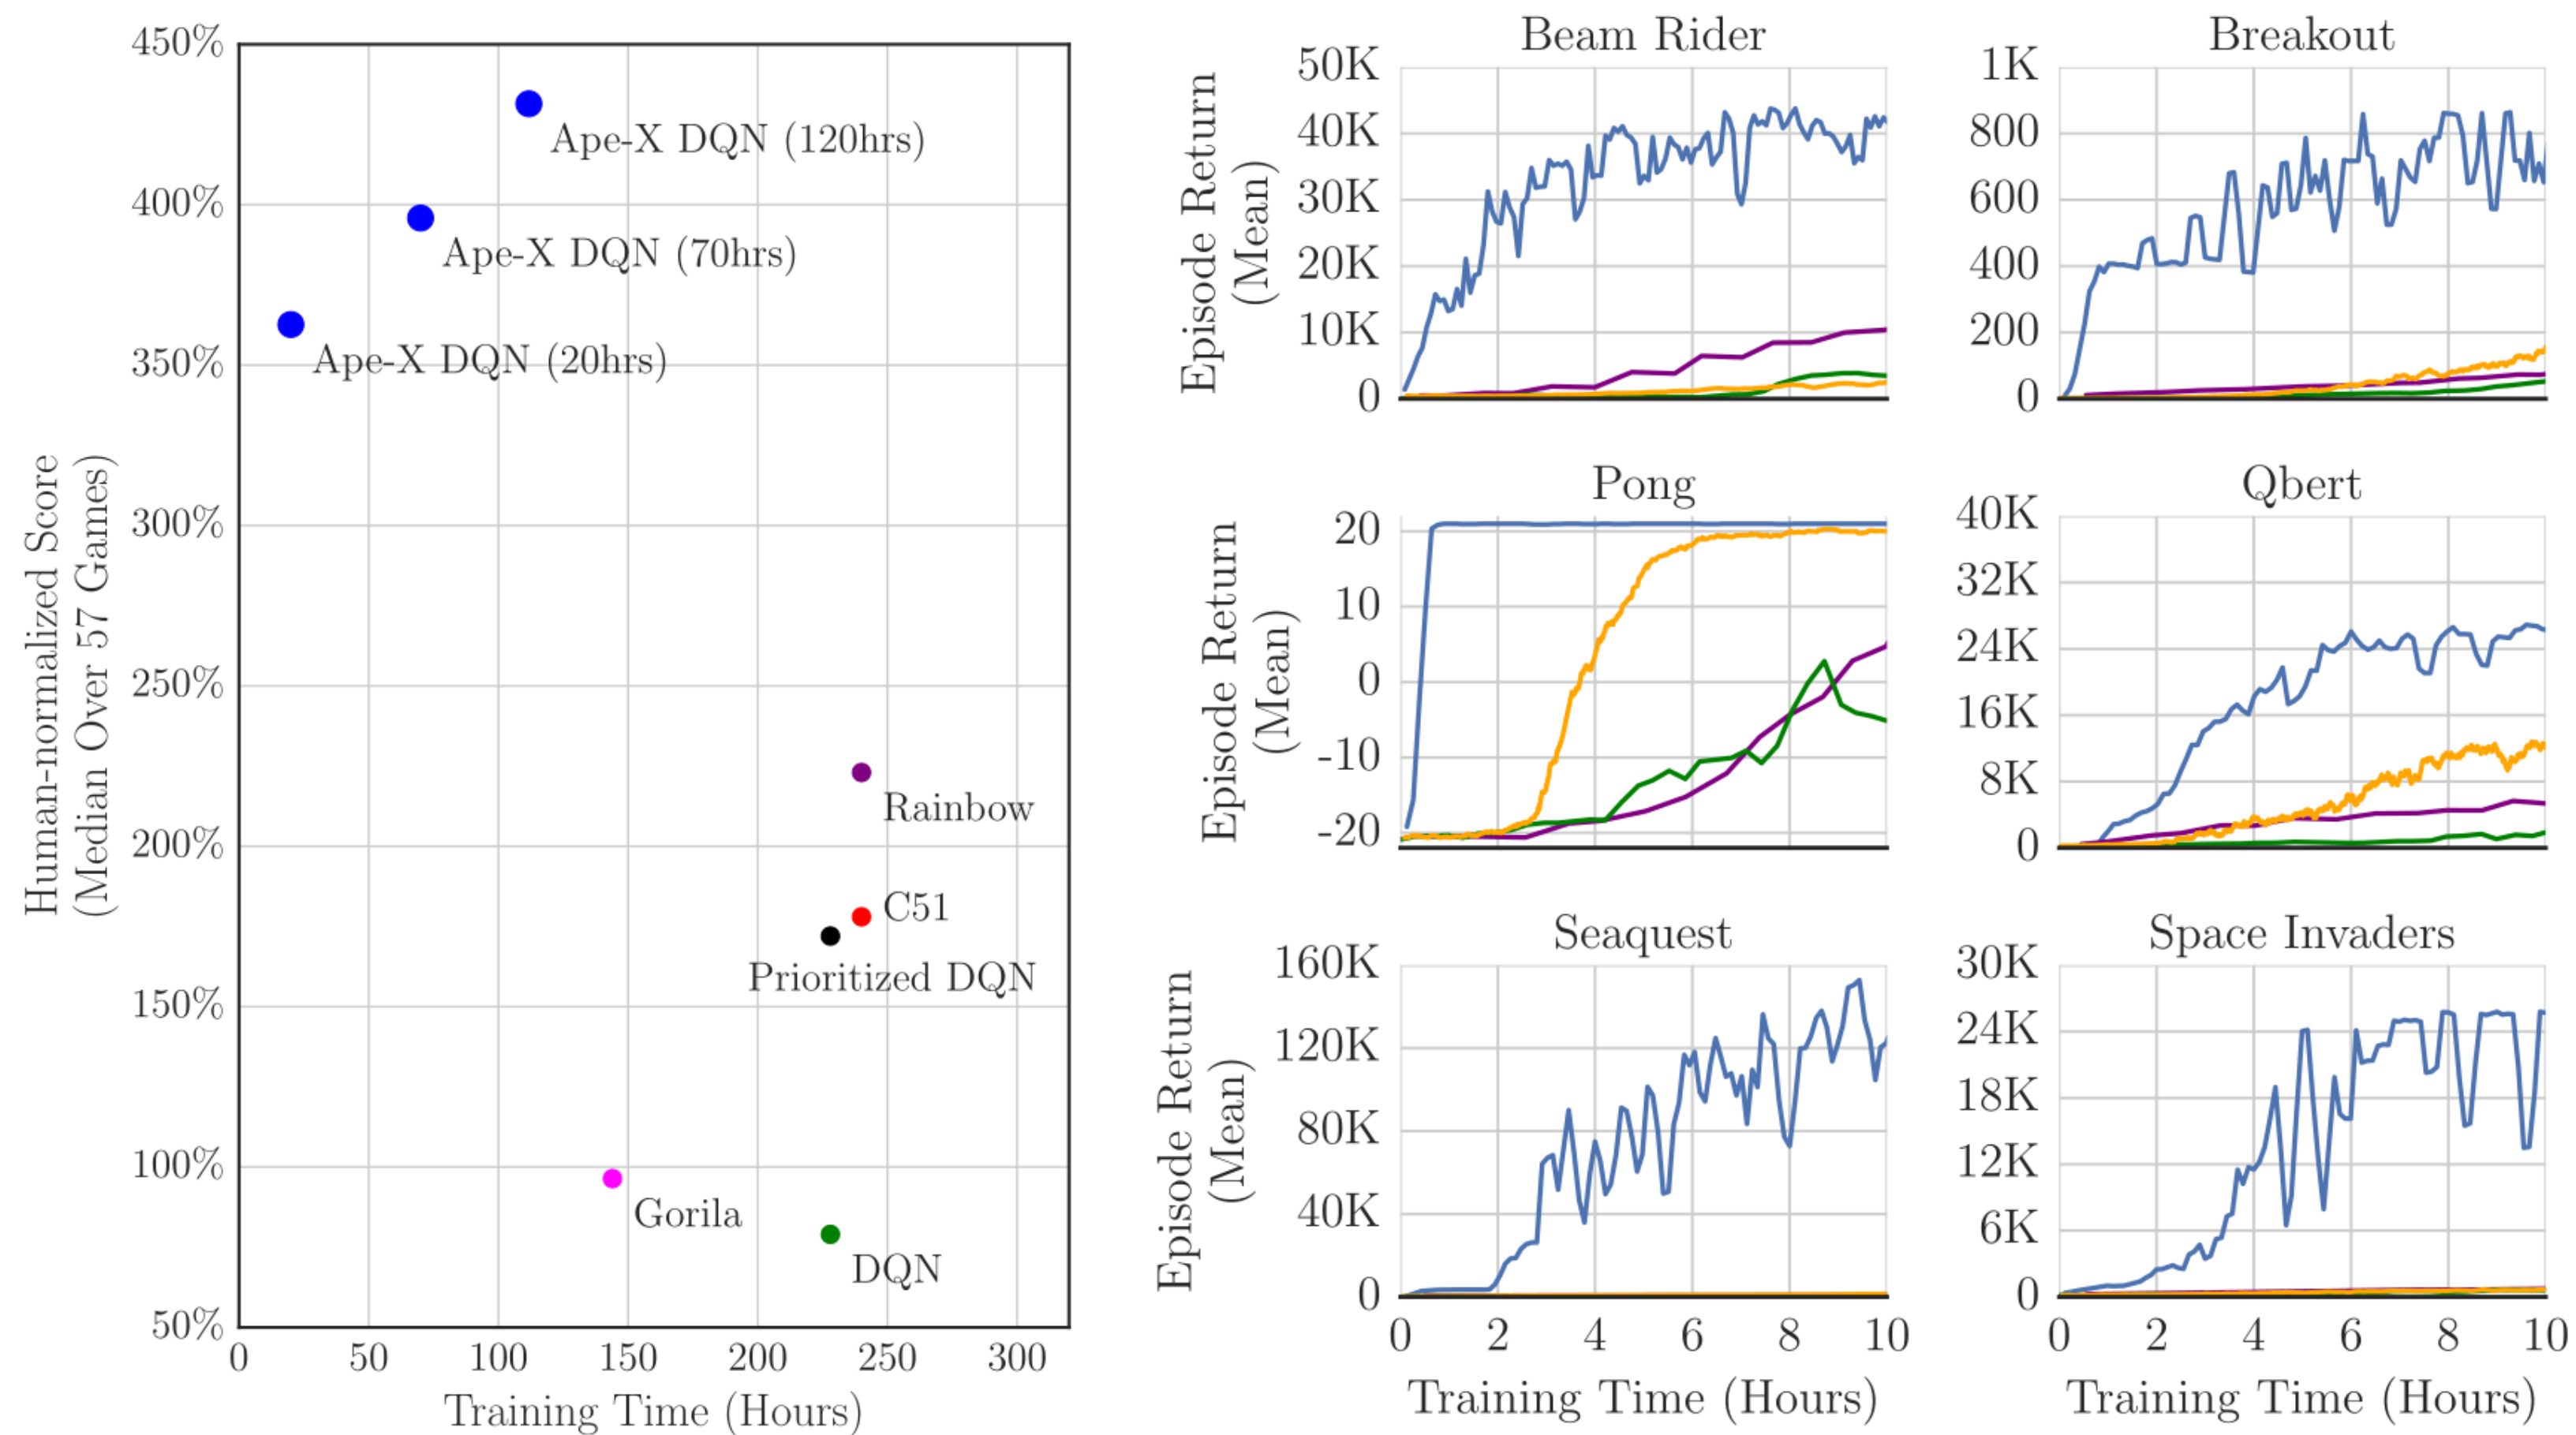 Human-normalized Score
(Median Over 57 Games)
450%
400%
350%
300%
250%
200%
150%
100%
50%
Ape-X DQN (120hrs)
Ape-X DQN (70hrs)
Ape-X DQN (20hrs)
Rainbow
C51
Prioritized DQN
Gorila
DQN
0 50 100 150 200 250 300
Training Time (Hours)
Beam Rider
Episode Return
(Mean)
50K
40K
30K
20K
10K
0
Breakout
1K
800
600
400
200
0
Pong
Episode Return
(Mean)
20
10
0
-10
-20
Qbert
40K
32K
24K
16K
8K
0
Seaquest
Episode Return
(Mean)
160K
120K
80K
40K
0
0 2 4 6 8 10
Training Time (Hours)
Space Invaders
30K
24K
18K
12K
6K
0
0 2 4 6 8 10
Training Time (Hours)